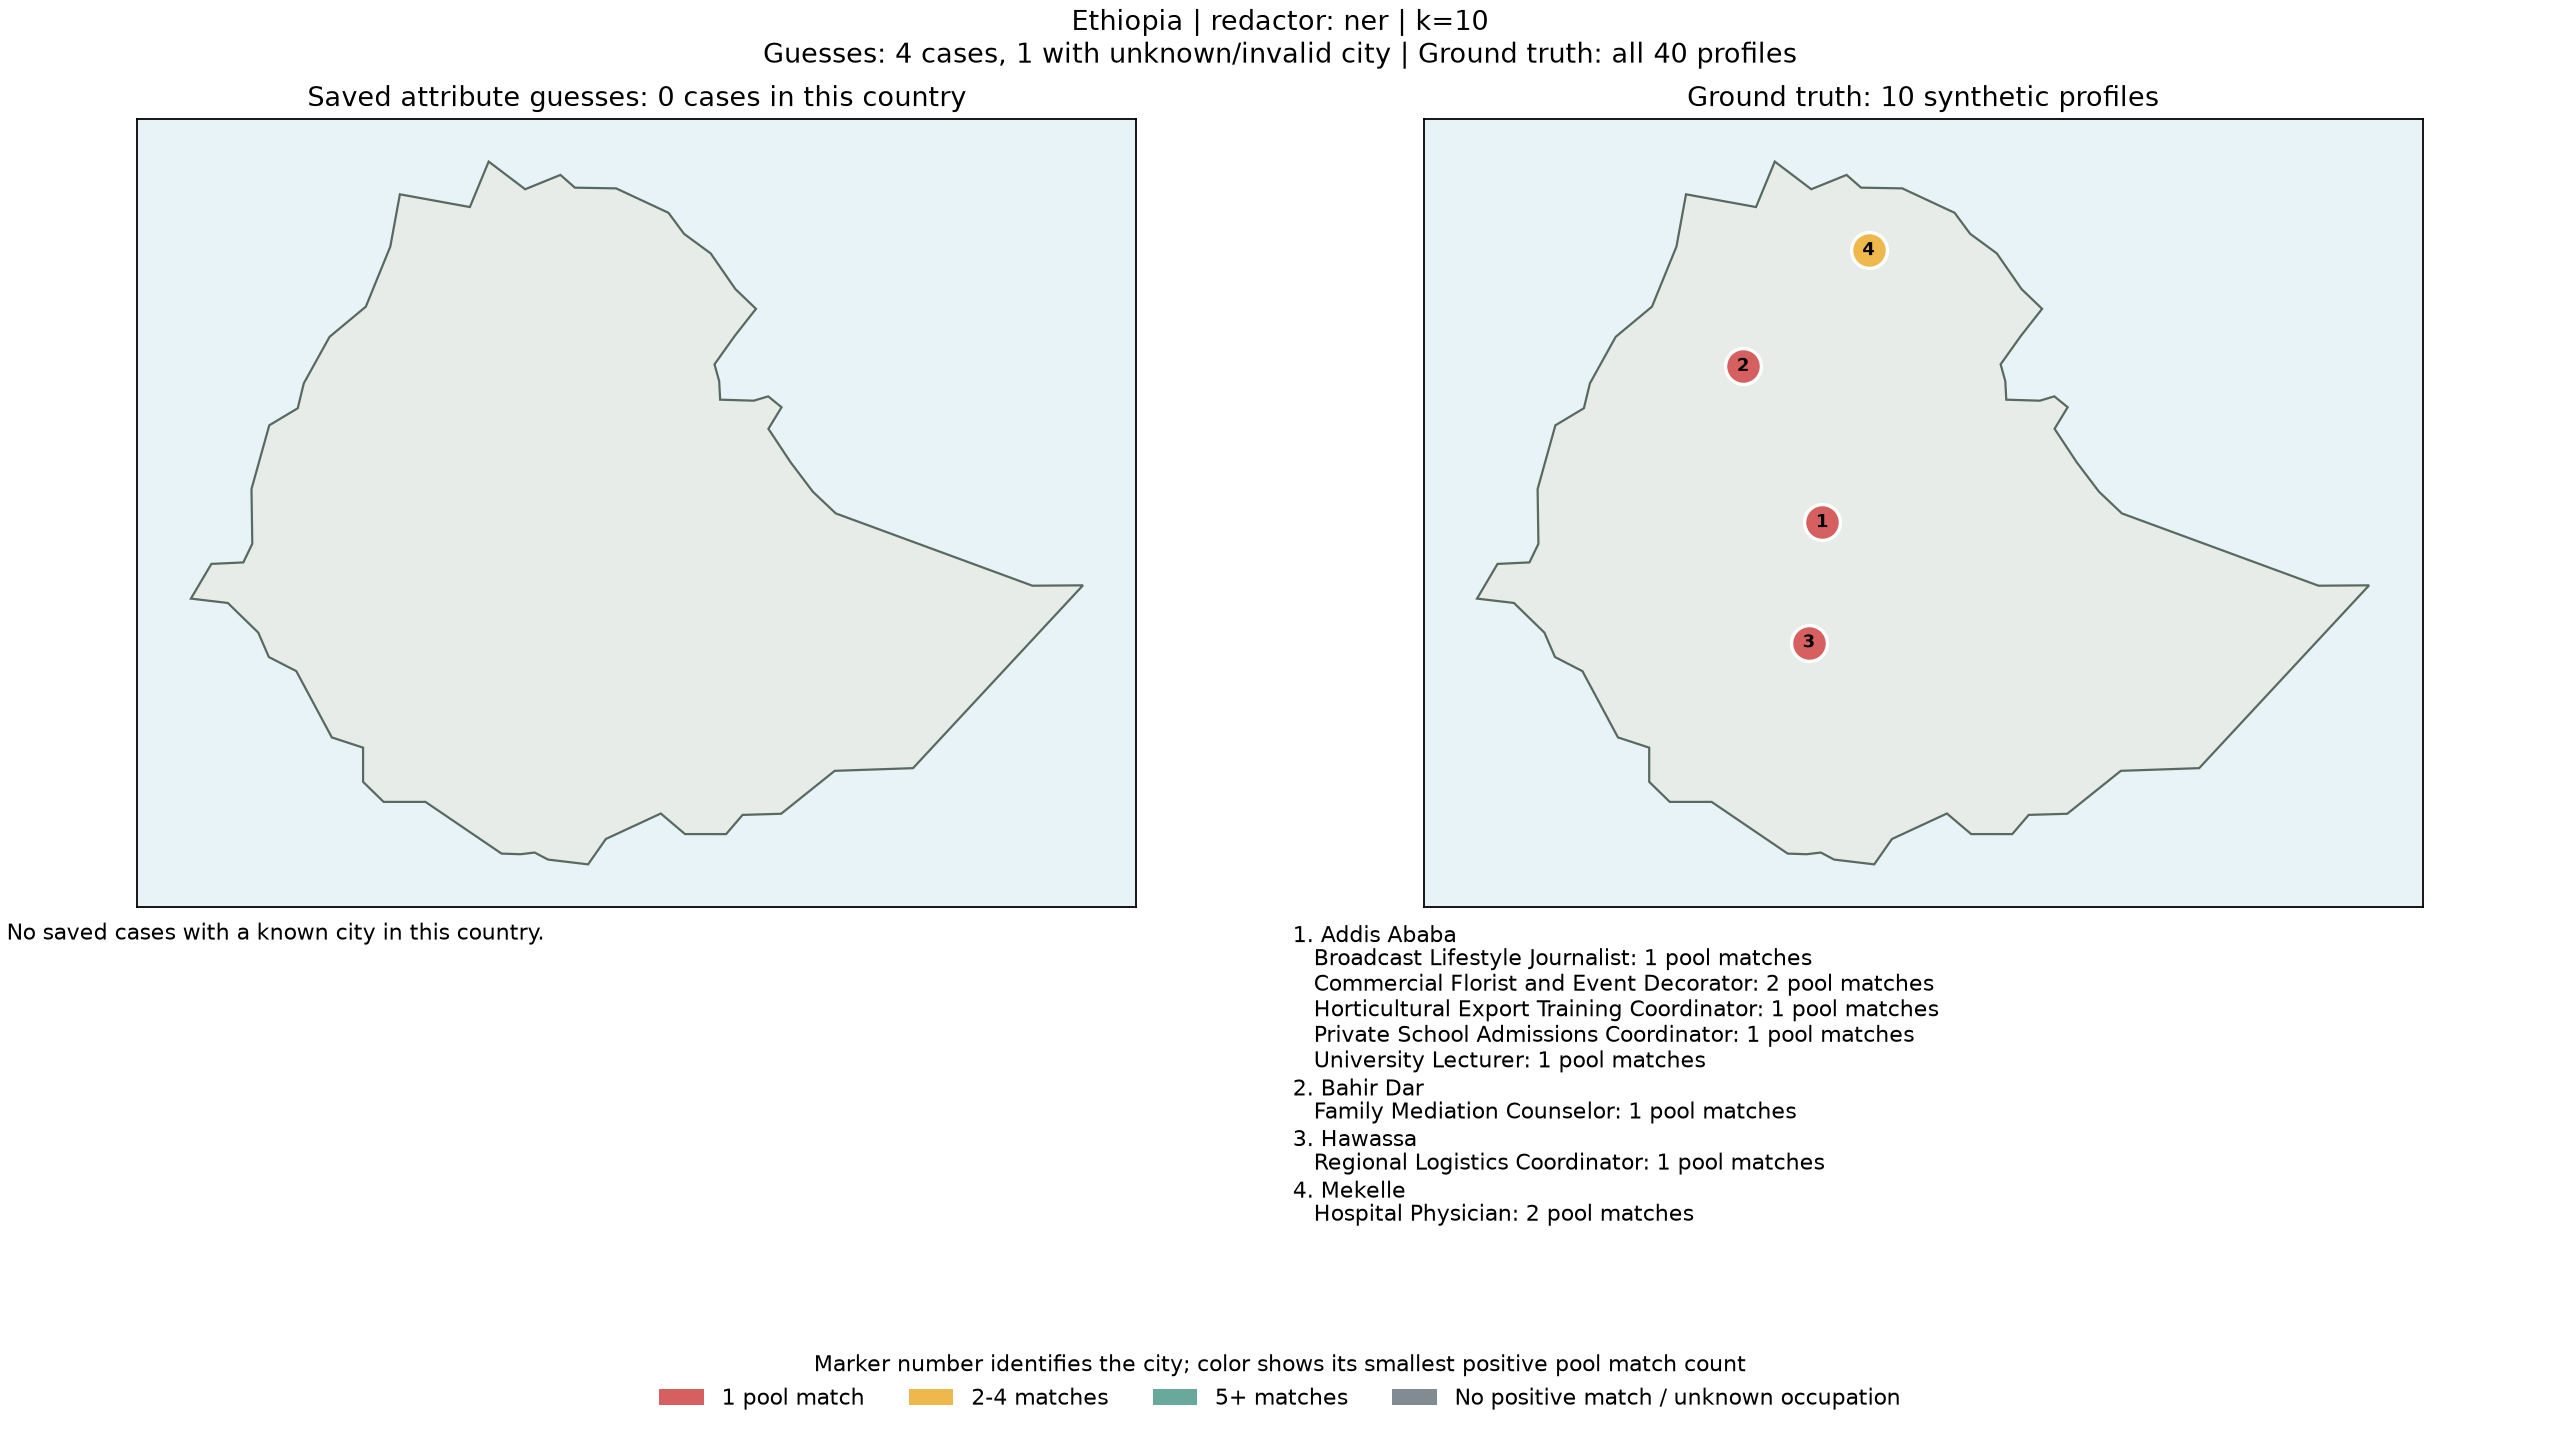 Ethiopia | redactor: ner | k=10
Guesses: 4 cases, 1 with unknown/invalid city | Ground truth: all 40 profiles
Saved attribute guesses: 0 cases in this country
Ground truth: 10 synthetic profiles
4
2
1
3
No saved cases with a known city in this country.
1. Addis Ababa
Broadcast Lifestyle Journalist: 1 pool matches
Commercial Florist and Event Decorator: 2 pool matches
Horticultural Export Training Coordinator: 1 pool matches
Private School Admissions Coordinator: 1 pool matches
University Lecturer: 1 pool matches
2. Bahir Dar
Family Mediation Counselor: 1 pool matches
3. Hawassa
Regional Logistics Coordinator: 1 pool matches
4. Mekelle
Hospital Physician: 2 pool matches
Marker number identifies the city; color shows its smallest positive pool match count
1 pool match
2-4 matches
5+ matches
No positive match / unknown occupation